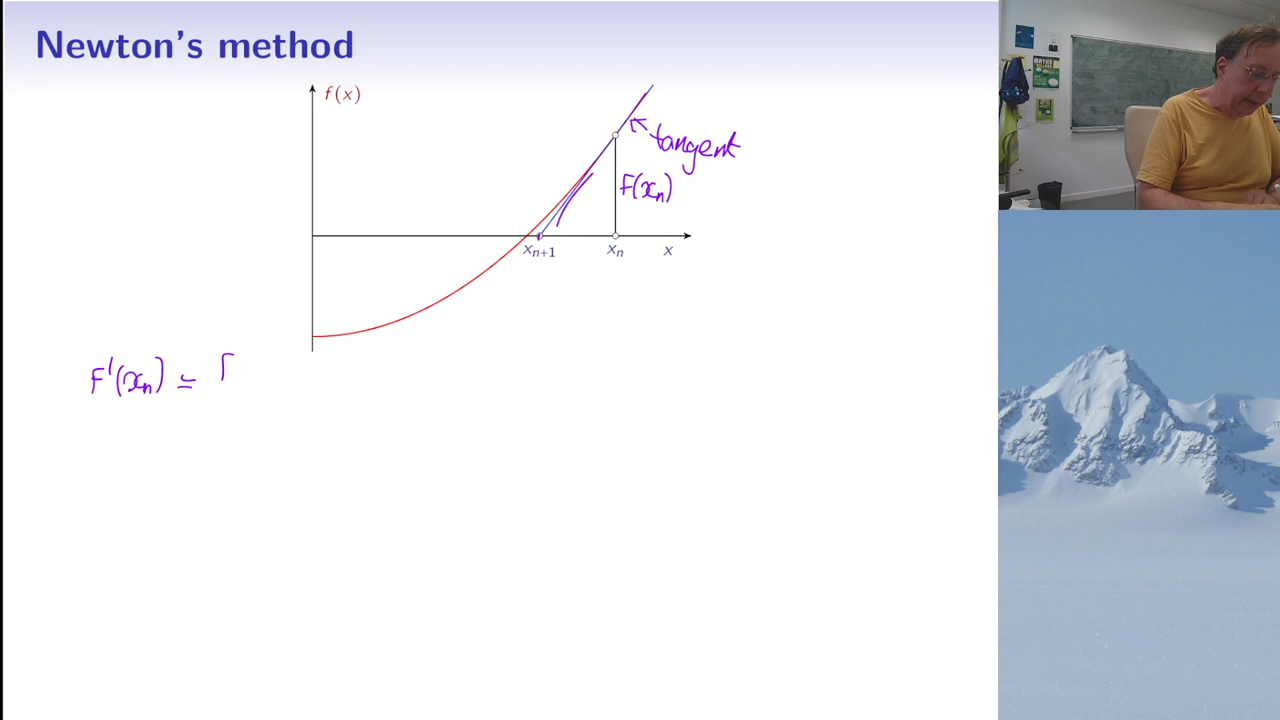 Newton's method
f(x)
tangent
F(xₙ)
xₙ₊₁ xₙ x
F'(xₙ) ≃ F